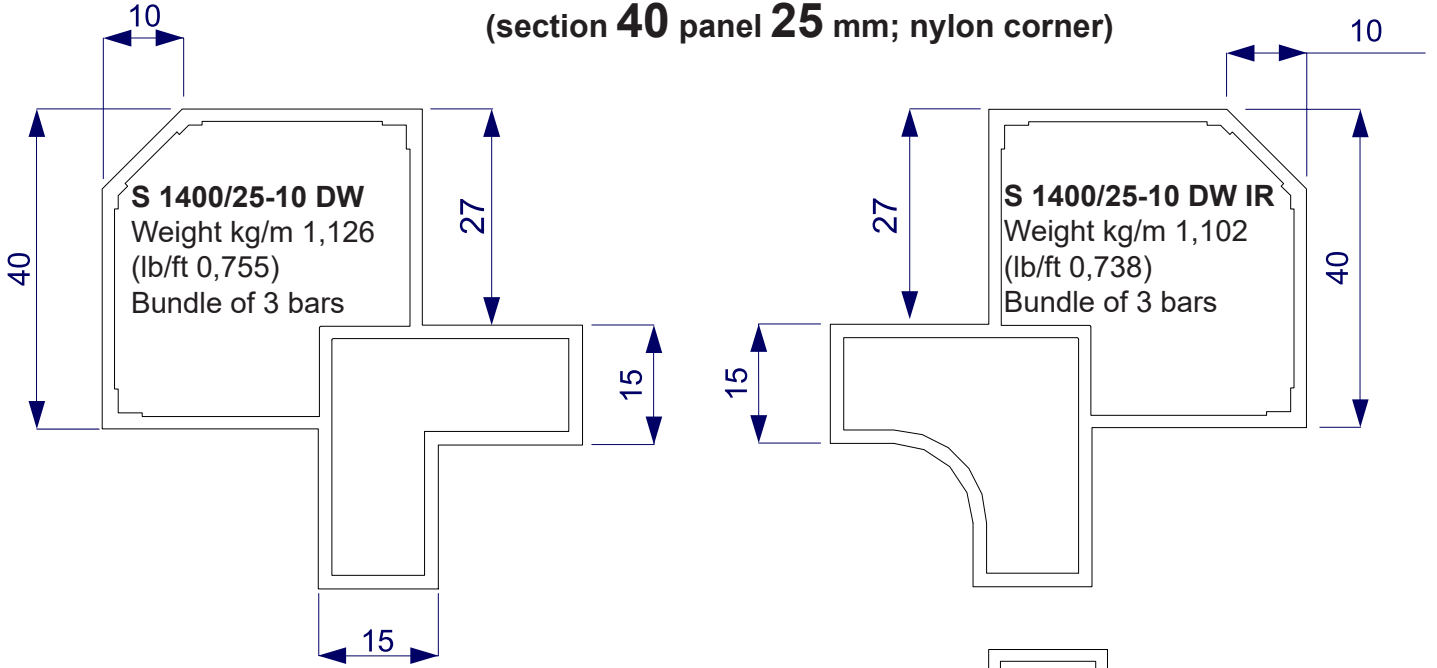 (section 40 panel 25 mm; nylon corner)
10
40
S 1400/25-10 DW
Weight kg/m 1,126
(lb/ft 0,755)
Bundle of 3 bars
27
15
15
10
27
S 1400/25-10 DW IR
Weight kg/m 1,102
(lb/ft 0,738)
Bundle of 3 bars
40
15